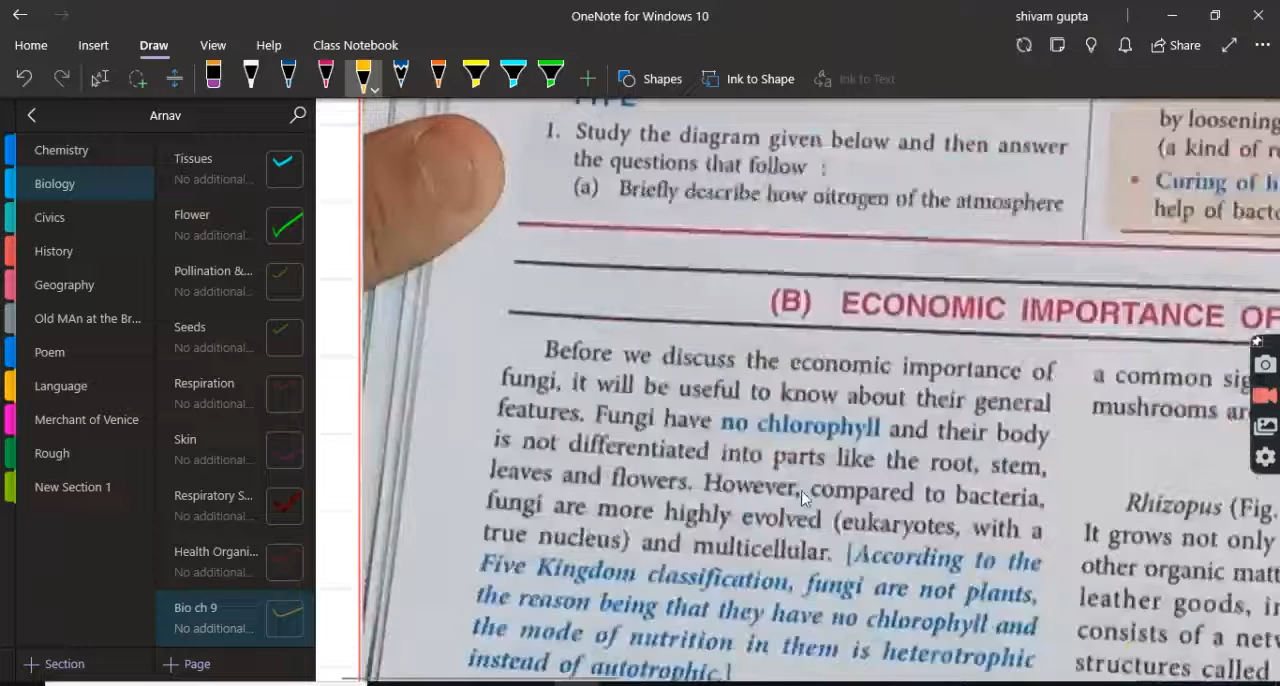 OneNote for Windows 10
shivam gupta
Home Insert Draw View Help Class Notebook
Share
Shapes
Ink to Shape
Ink to Text
Arnav
Chemistry
Biology
Civics
History
Geography
Old MAn at the Br...
Poem
Language
Merchant of Venice
Rough
New Section 1
Section
Tissues
No additional...
Flower
No additional...
Pollination &...
No additional...
Seeds
No additional...
Respiration
No additional...
Skin
No additional...
Respiratory S...
No additional...
Health Organi...
No additional...
Bio ch 9
No additional...
Page
1. Study the diagram given below and then answer
the questions that follow :
(a) Briefly describe how nitrogen of the atmosphere
by loosening
(a kind of
• Curing of
help of
(B) ECONOMIC IMPORTANCE OF
Before we discuss the economic importance of
fungi, it will be useful to know about their general
features. Fungi have no chlorophyll and their body
is not differentiated into parts like the root, stem,
leaves and flowers. However, compared to bacteria,
fungi are more highly evolved (eukaryotes, with a
true nucleus) and multicellular. [According to the
Five Kingdom classification, fungi are not plants,
the reason being that they have no chlorophyll and
the mode of nutrition in them is heterotrophic
instead of autotrophic.]
a common
mushrooms
Rhizopus (Fig.
It grows not only
other organic
leather goods,
consists of a
structures called